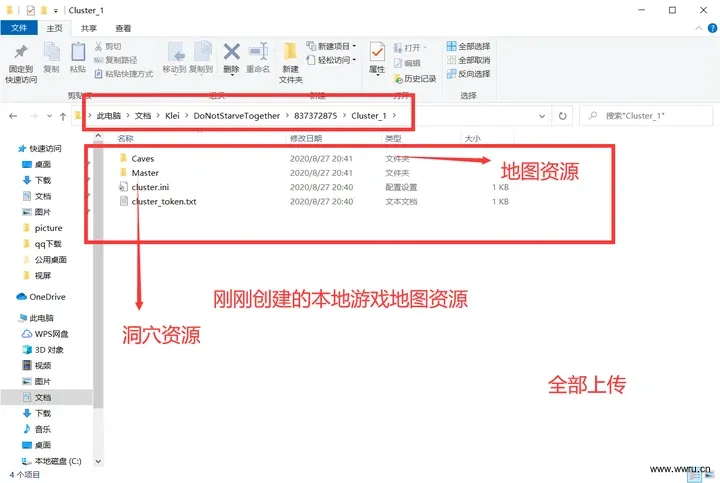 Cluster_1
文件
主页
共享
查看
固定到
快速访问
复制
粘贴
剪切
复制路径
粘贴快捷方式
移动到
复制到
删除
重命名
新建
文件夹
新建项目
轻松访问
属性
打开
编辑
历史记录
全部选择
全部取消
反向选择
此电脑 > 文档 > Klei > DoNotStarveTogether > 837372875 > Cluster_1 >
搜索"Cluster_1"
名称 修改日期 类型 大小
Caves 2020/8/27 20:41 文件夹
Master 2020/8/27 20:41 文件夹
cluster.ini 2020/8/27 20:40 配置设置 1 KB
cluster_token.txt 2020/8/27 20:40 文本文档 1 KB
地图资源
刚刚创建的本地游戏地图资源
洞穴资源
全部上传
快速访问
桌面
下载
文档
图片
picture
qq下载
公用桌面
视屏
OneDrive
此电脑
WPS网盘
3D 对象
视频
图片
文档
下载
音乐
桌面
本地磁盘 (C:)
4 个项目
www.wwru.cn